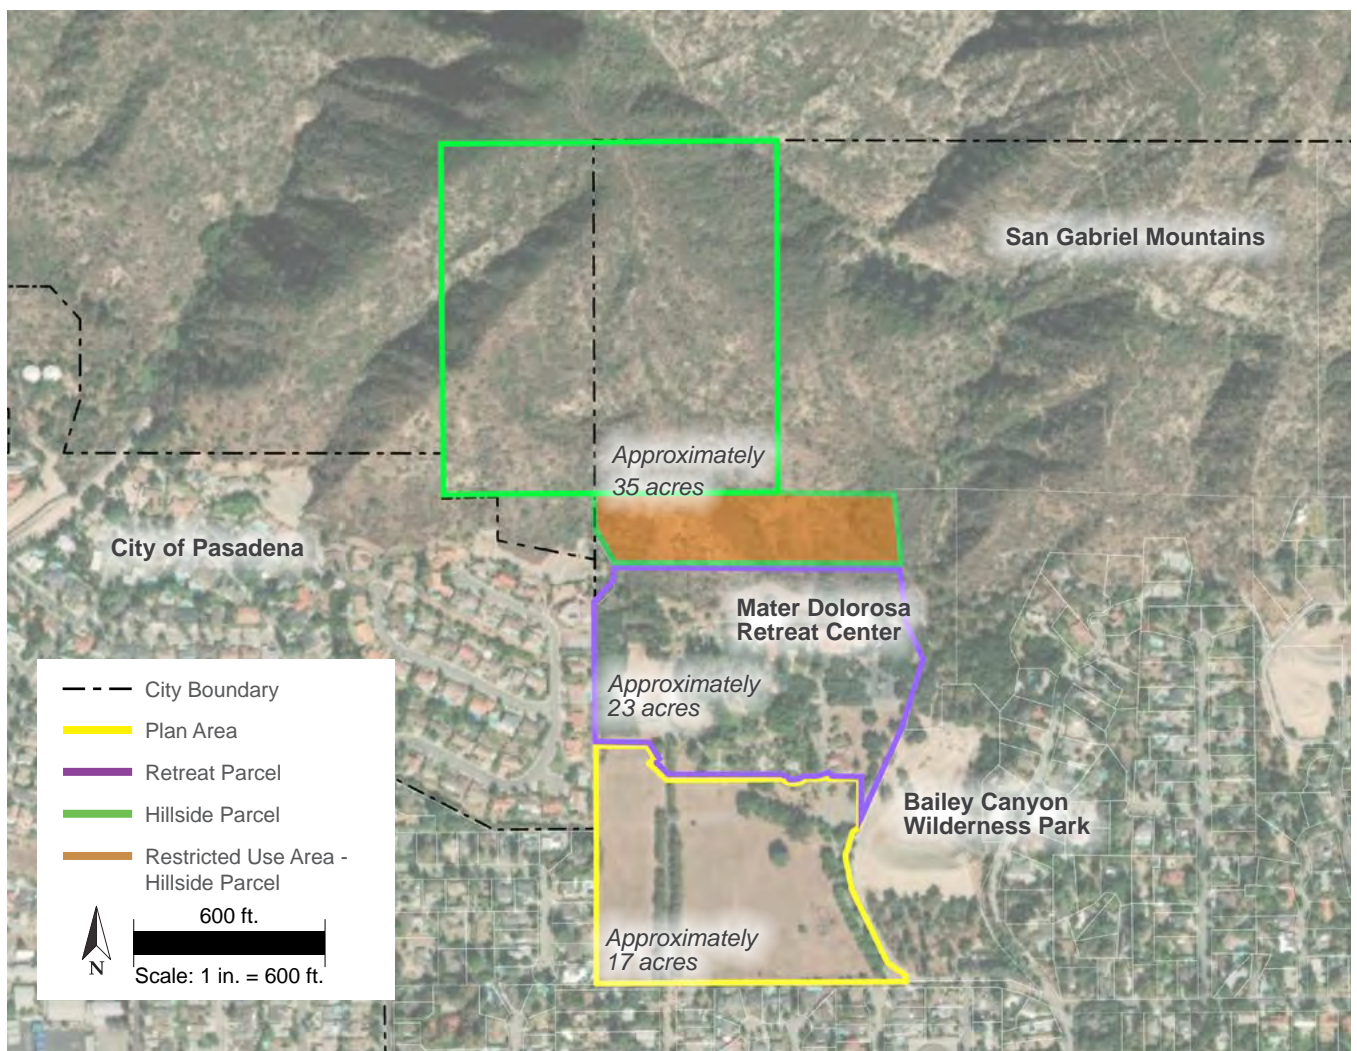 San Gabriel Mountains
Approximately
35 acres
City of Pasadena
Mater Dolorosa
Retreat Center
Approximately
23 acres
Bailey Canyon
Wilderness Park
Approximately
17 acres
City Boundary
Plan Area
Retreat Parcel
Hillside Parcel
Restricted Use Area -
Hillside Parcel
600 ft.
N
Scale: 1 in. = 600 ft.